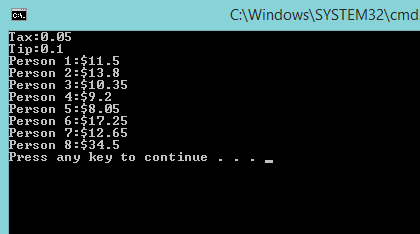 C:\Windows\SYSTEM32\cmd
Tax:0.05
Tip:0.1
Person 1:$11.5
Person 2:$13.8
Person 3:$10.35
Person 4:$9.2
Person 5:$8.05
Person 6:$17.25
Person 7:$12.65
Person 8:$34.5
Press any key to continue . . . _